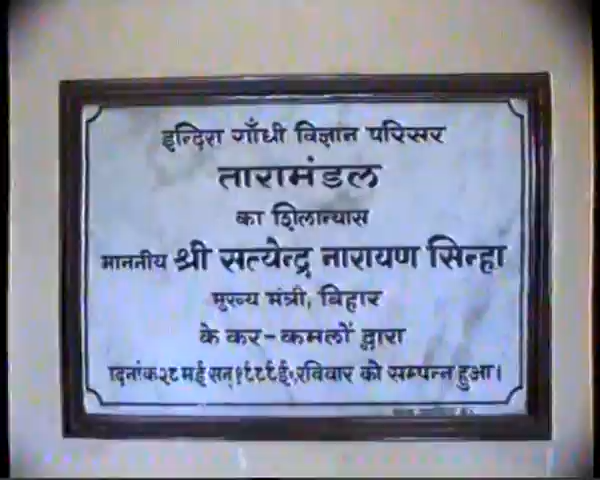 इन्दिरा गाँधी विज्ञान परिसर
तारामंडल
का शिलान्यास
माननीय श्री सत्येन्द्र नारायण सिन्हा
मुख्य मंत्री, बिहार
के कर-कमलों द्वारा
दिनांक २८ मई सन् १९८९ ई०, रविवार को सम्पन्न हुआ।